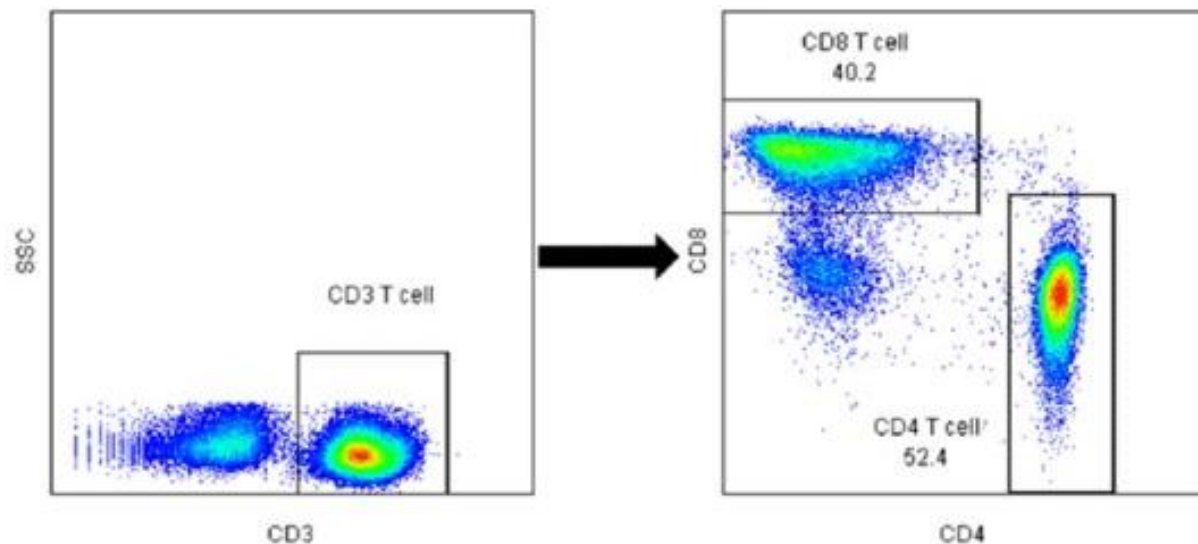 SSC
CD3 T cell
CD3
CD8 T cell
40.2
CD8
CD4 T cell
52.4
CD4